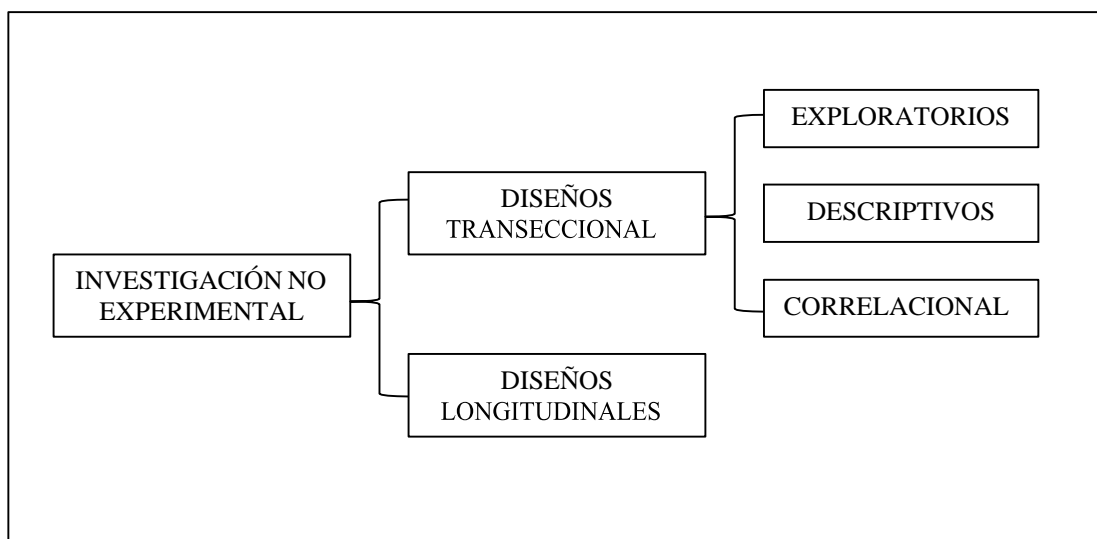 INVESTIGACIÓN NO
EXPERIMENTAL
DISEÑOS
TRANSECCIONAL
DISEÑOS
LONGITUDINALES
EXPLORATORIOS
DESCRIPTIVOS
CORRELACIONAL